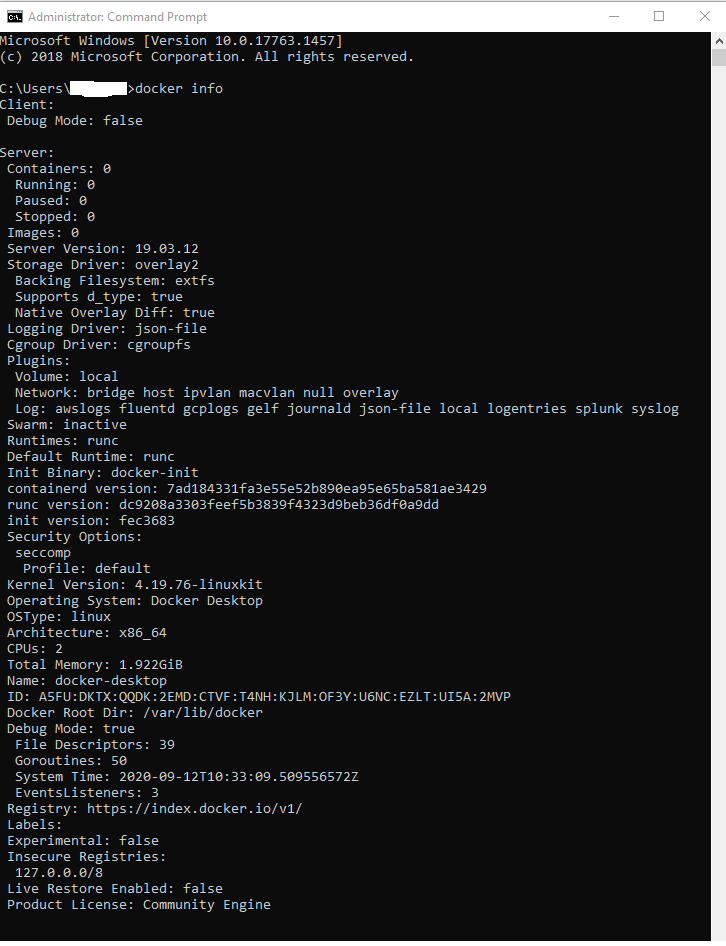 Administrator: Command Prompt
Microsoft Windows [Version 10.0.17763.1457]
(c) 2018 Microsoft Corporation. All rights reserved.
C:\Users\ >docker info
Client:
Debug Mode: false
Server:
Containers: 0
Running: 0
Paused: 0
Stopped: 0
Images: 0
Server Version: 19.03.12
Storage Driver: overlay2
Backing Filesystem: extfs
Supports d_type: true
Native Overlay Diff: true
Logging Driver: json-file
Cgroup Driver: cgroupfs
Plugins:
Volume: local
Network: bridge host ipvlan macvlan null overlay
Log: awslogs fluentd gcplogs gelf journald json-file local logentries splunk syslog
Swarm: inactive
Runtimes: runc
Default Runtime: runc
Init Binary: docker-init
containerd version: 7ad184331fa3e55e52b890ea95e65ba581ae3429
runc version: dc9208a3303feef5b3839f4323d9beb36df0a9dd
init version: fec3683
Security Options:
seccomp
Profile: default
Kernel Version: 4.19.76-linuxkit
Operating System: Docker Desktop
OSType: linux
Architecture: x86_64
CPUs: 2
Total Memory: 1.922GiB
Name: docker-desktop
ID: A5FU:DKTX:QQDK:2EMD:CTVF:T4NH:KJLM:OF3Y:U6NC:EZLT:UI5A:2MVP
Docker Root Dir: /var/lib/docker
Debug Mode: true
File Descriptors: 39
Goroutines: 50
System Time: 2020-09-12T10:33:09.509556572Z
EventsListeners: 3
Registry: https://index.docker.io/v1/
Labels:
Experimental: false
Insecure Registries:
127.0.0.0/8
Live Restore Enabled: false
Product License: Community Engine